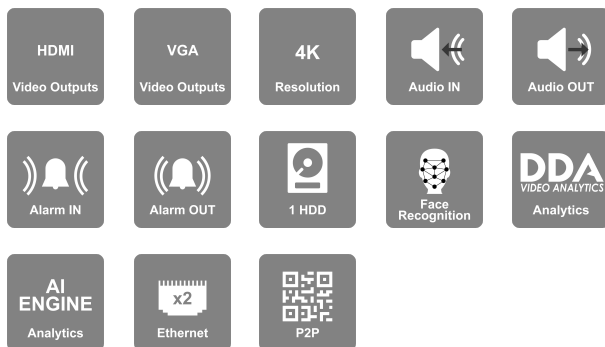 HDMI
Video Outputs
VGA
Video Outputs
4K
Resolution
Audio IN
Audio OUT
Alarm IN
Alarm OUT
1 HDD
Face
Recognition
DDA
VIDEO ANALYTICS
Analytics
AI
ENGINE
Analytics
x2
Ethernet
P2P